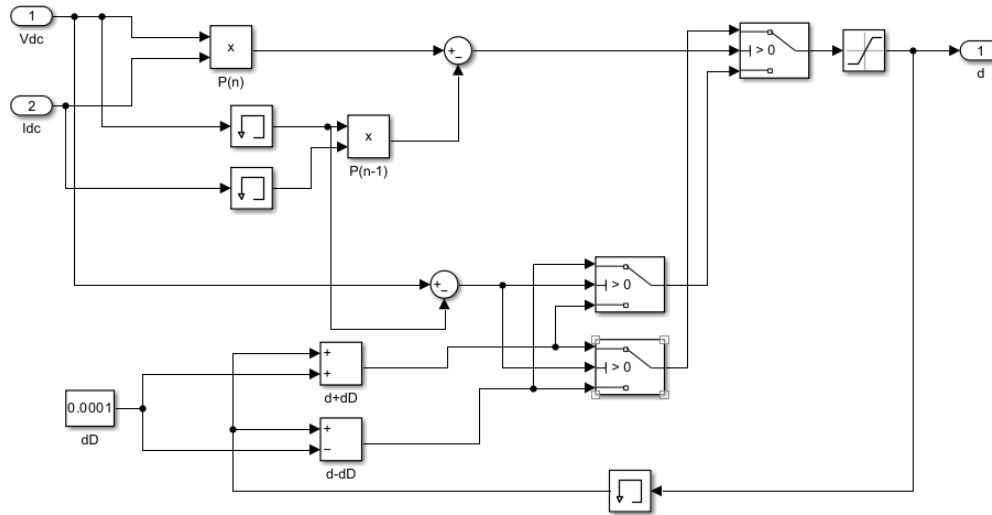 1
Vdc
2
Idc
x
P(n)
x
P(n-1)
+
−
> 0
1
d
+
−
> 0
> 0
0.0001
dD
+
+
d+dD
+
−
d-dD